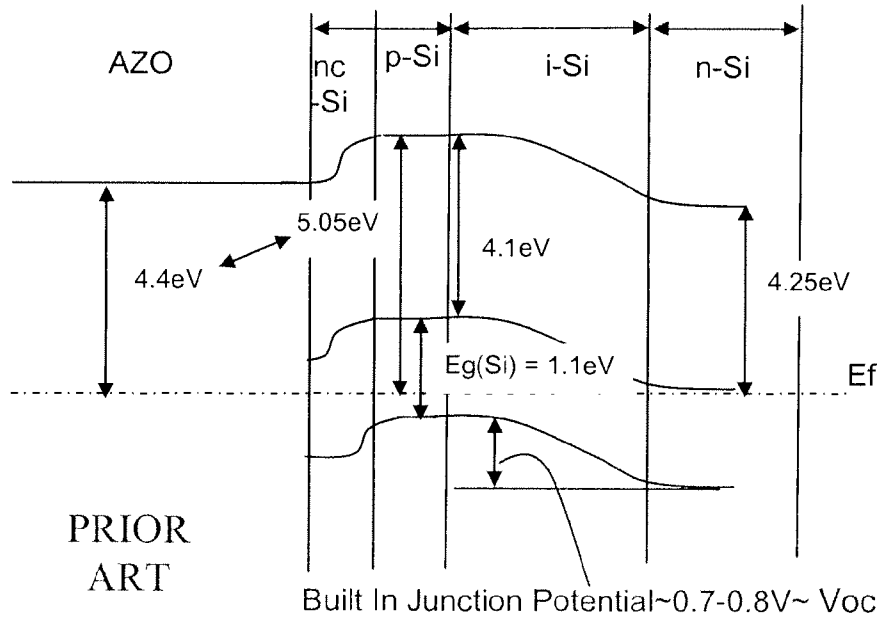 AZO
nc
-Si
p-Si
i-Si
n-Si
5.05eV
4.4eV
4.1eV
4.25eV
Eg(Si) = 1.1eV
Ef
PRIOR
ART
Built In Junction Potential~0.7-0.8V~ Voc